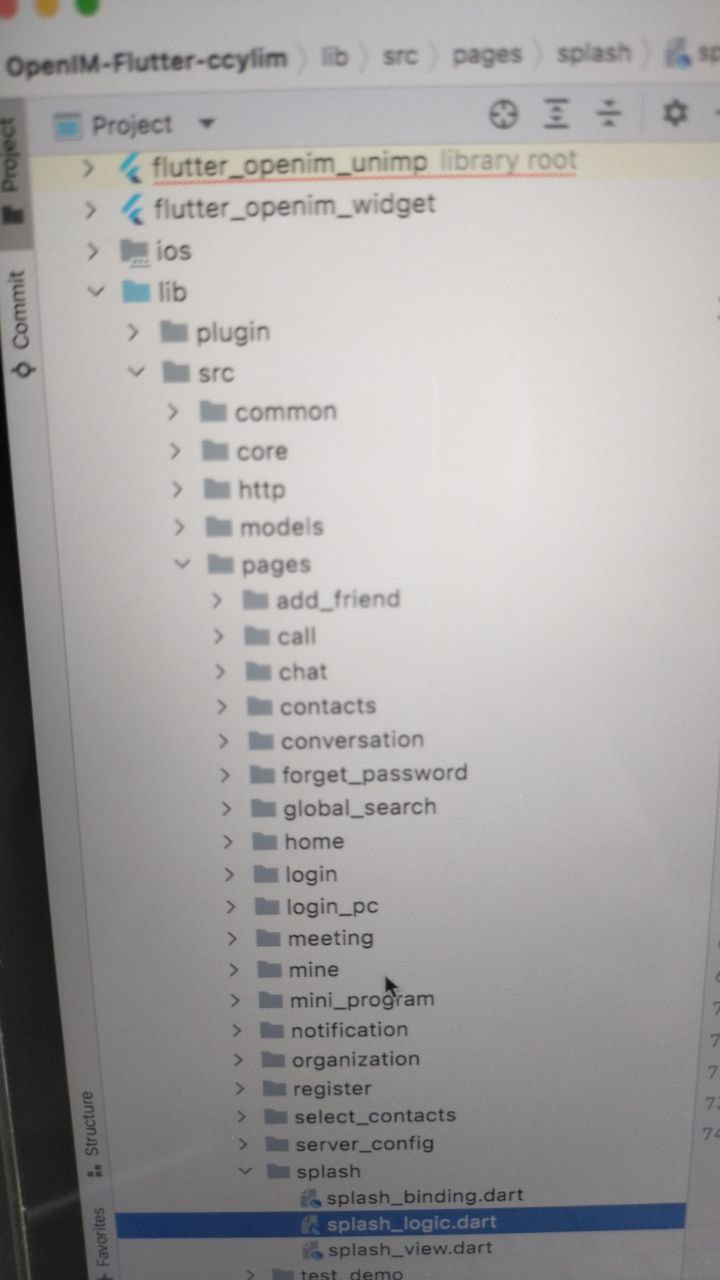 OpenIM-Flutter-ccylim lib src pages splash sp
Project
Project
Commit
Structure
Favorites
flutter_openim_unimp library root
flutter_openim_widget
ios
lib
plugin
src
common
core
http
models
pages
add_friend
call
chat
contacts
conversation
forget_password
global_search
home
login
login_pc
meeting
mine
mini_program
notification
organization
register
select_contacts
server_config
splash
splash_binding.dart
splash_logic.dart
splash_view.dart
test_demo